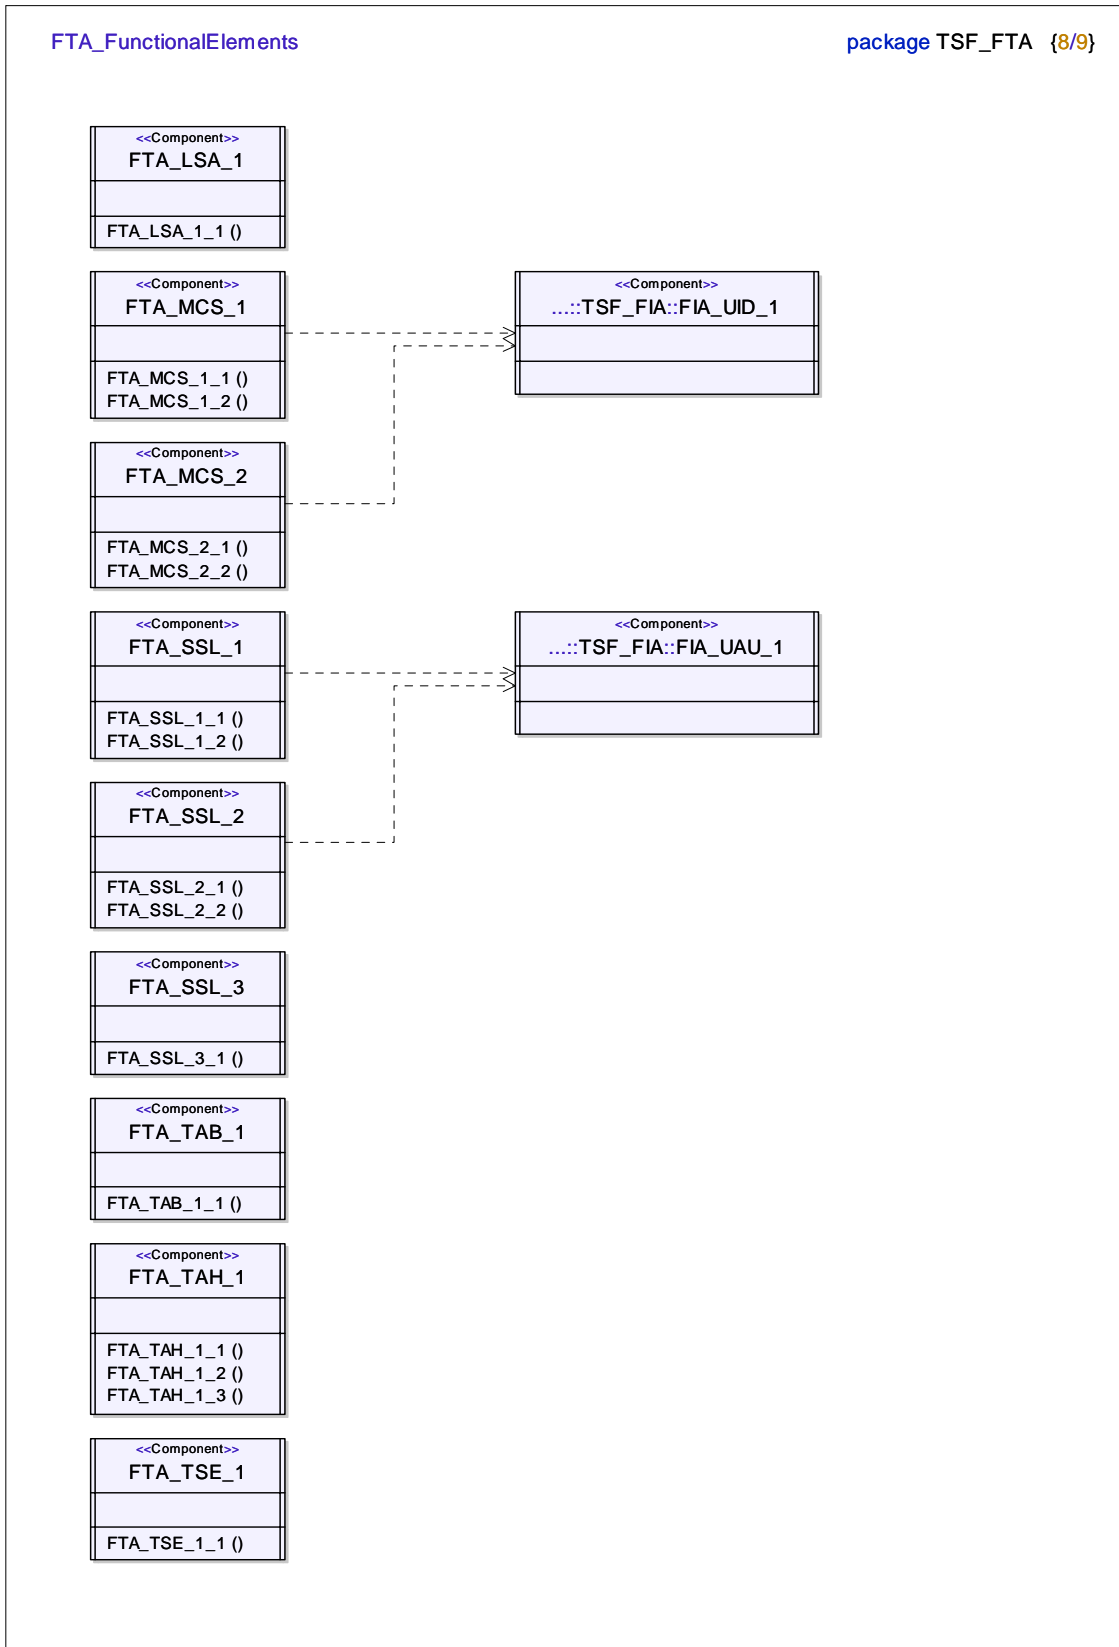 FTA_FunctionalElements
package TSF_FTA {8/9}
<<Component>>
FTA_LSA_1
FTA_LSA_1_1 ()
<<Component>>
FTA_MCS_1
FTA_MCS_1_1 ()
FTA_MCS_1_2 ()
<<Component>>
...::TSF_FIA::FIA_UID_1
<<Component>>
FTA_MCS_2
FTA_MCS_2_1 ()
FTA_MCS_2_2 ()
<<Component>>
FTA_SSL_1
FTA_SSL_1_1 ()
FTA_SSL_1_2 ()
<<Component>>
...::TSF_FIA::FIA_UAU_1
<<Component>>
FTA_SSL_2
FTA_SSL_2_1 ()
FTA_SSL_2_2 ()
<<Component>>
FTA_SSL_3
FTA_SSL_3_1 ()
<<Component>>
FTA_TAB_1
FTA_TAB_1_1 ()
<<Component>>
FTA_TAH_1
FTA_TAH_1_1 ()
FTA_TAH_1_2 ()
FTA_TAH_1_3 ()
<<Component>>
FTA_TSE_1
FTA_TSE_1_1 ()